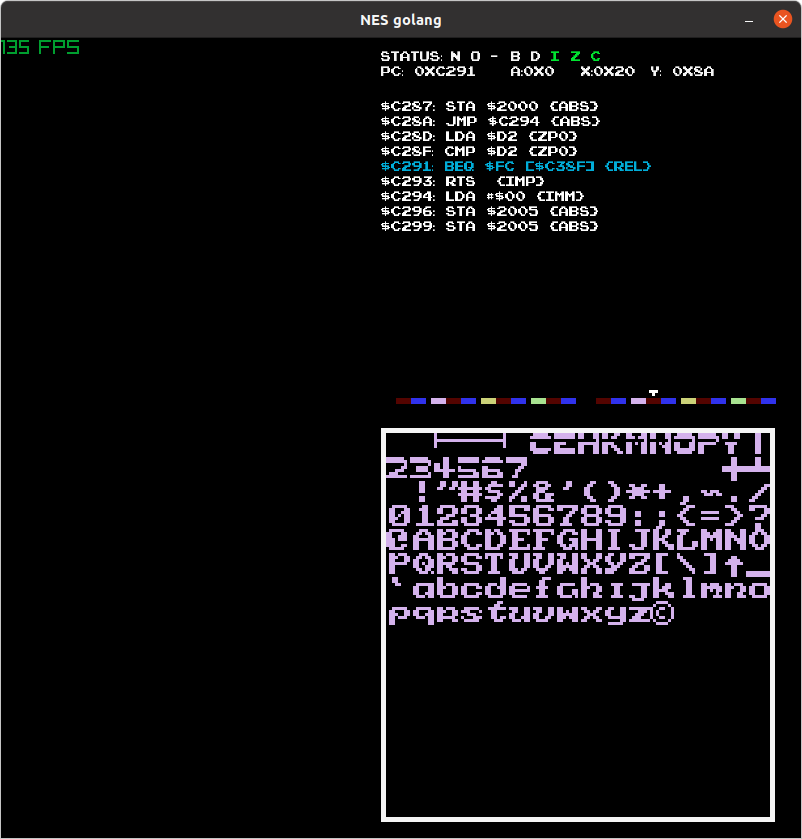 NES golang
135 FPS
STATUS: N O - B D I Z C
PC: 0XC291 A:0X0 X:0X20 Y: 0X8A
$C287: STA $2000 {ABS}
$C28A: JMP $C294 {ABS}
$C28D: LDA $D2 {ZP0}
$C28F: CMP $D2 {ZP0}
$C291: BEQ $FC [$C38F] {REL}
$C293: RTS {IMP}
$C294: LDA #$00 {IMM}
$C296: STA $2005 {ABS}
$C299: STA $2005 {ABS}
234567
!"#$%&'()*+,-./
0123456789:;<=>?
@ABCDEFGHIJKLMNO
PQRSTUVWXYZ[\]↑_
`abcdefghijklmno
pqrstuvwxyz©